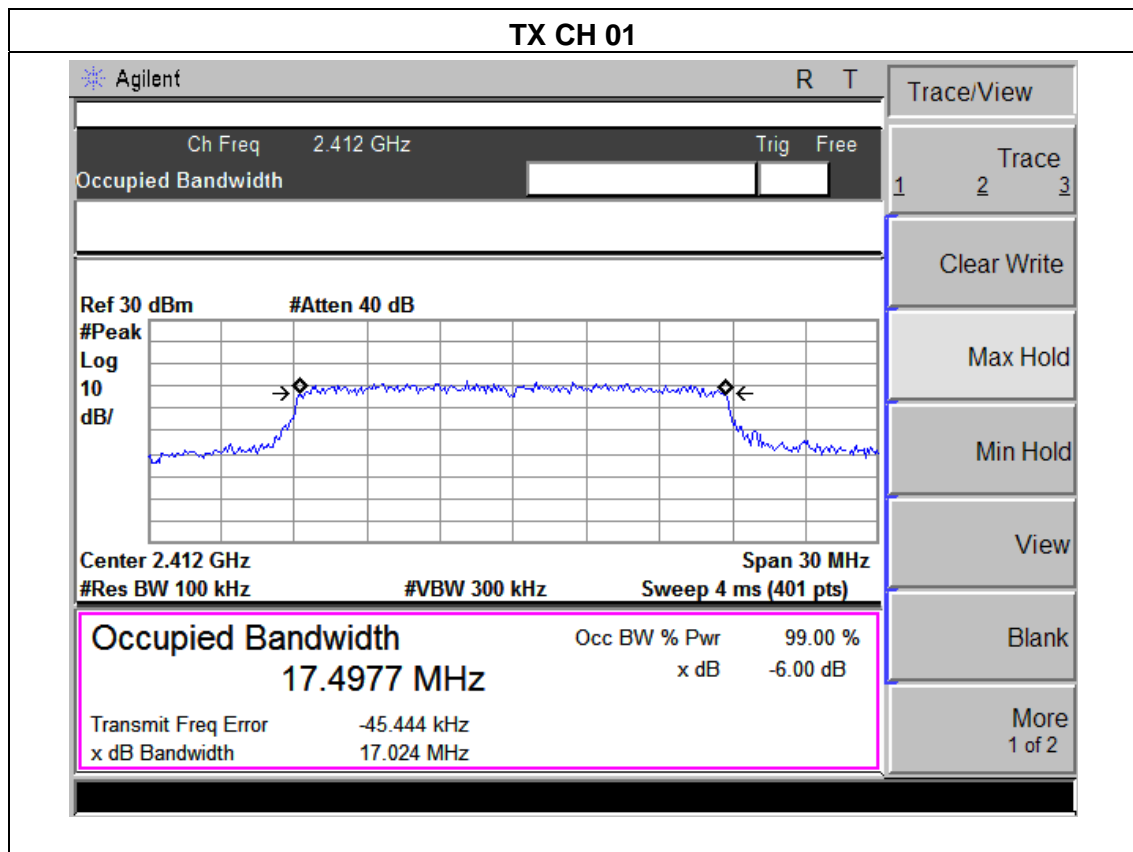 TX CH 01
Agilent R T
Trace/View
Ch Freq 2.412 GHz Trig Free
Occupied Bandwidth
Trace
1 2 3
Clear Write
Ref 30 dBm #Atten 40 dB
#Peak
Log
10
dB/
Max Hold
Min Hold
View
Center 2.412 GHz Span 30 MHz
#Res BW 100 kHz #VBW 300 kHz Sweep 4 ms (401 pts)
Occupied Bandwidth Occ BW % Pwr 99.00 %
17.4977 MHz x dB -6.00 dB
Blank
Transmit Freq Error -45.444 kHz
x dB Bandwidth 17.024 MHz
More
1 of 2